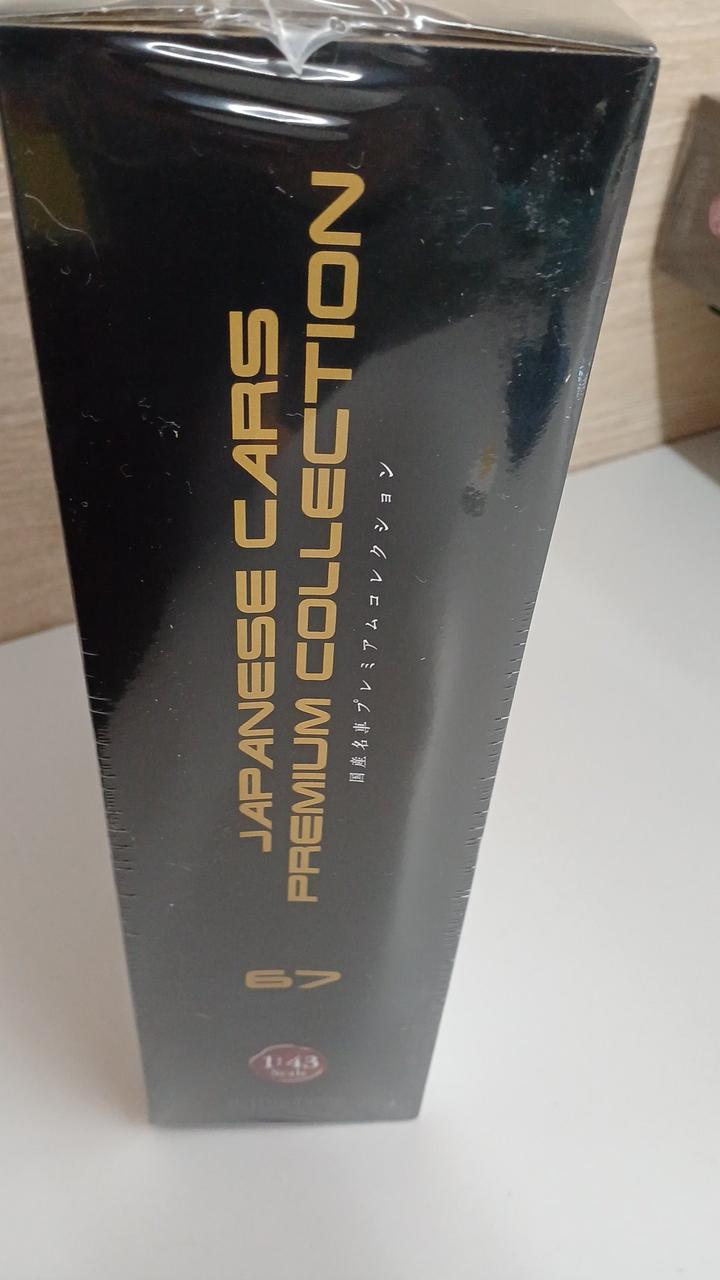 JAPANESE CARS
PREMIUM COLLECTION
国産名車プレミアムコレクション
67
1:43
Scale